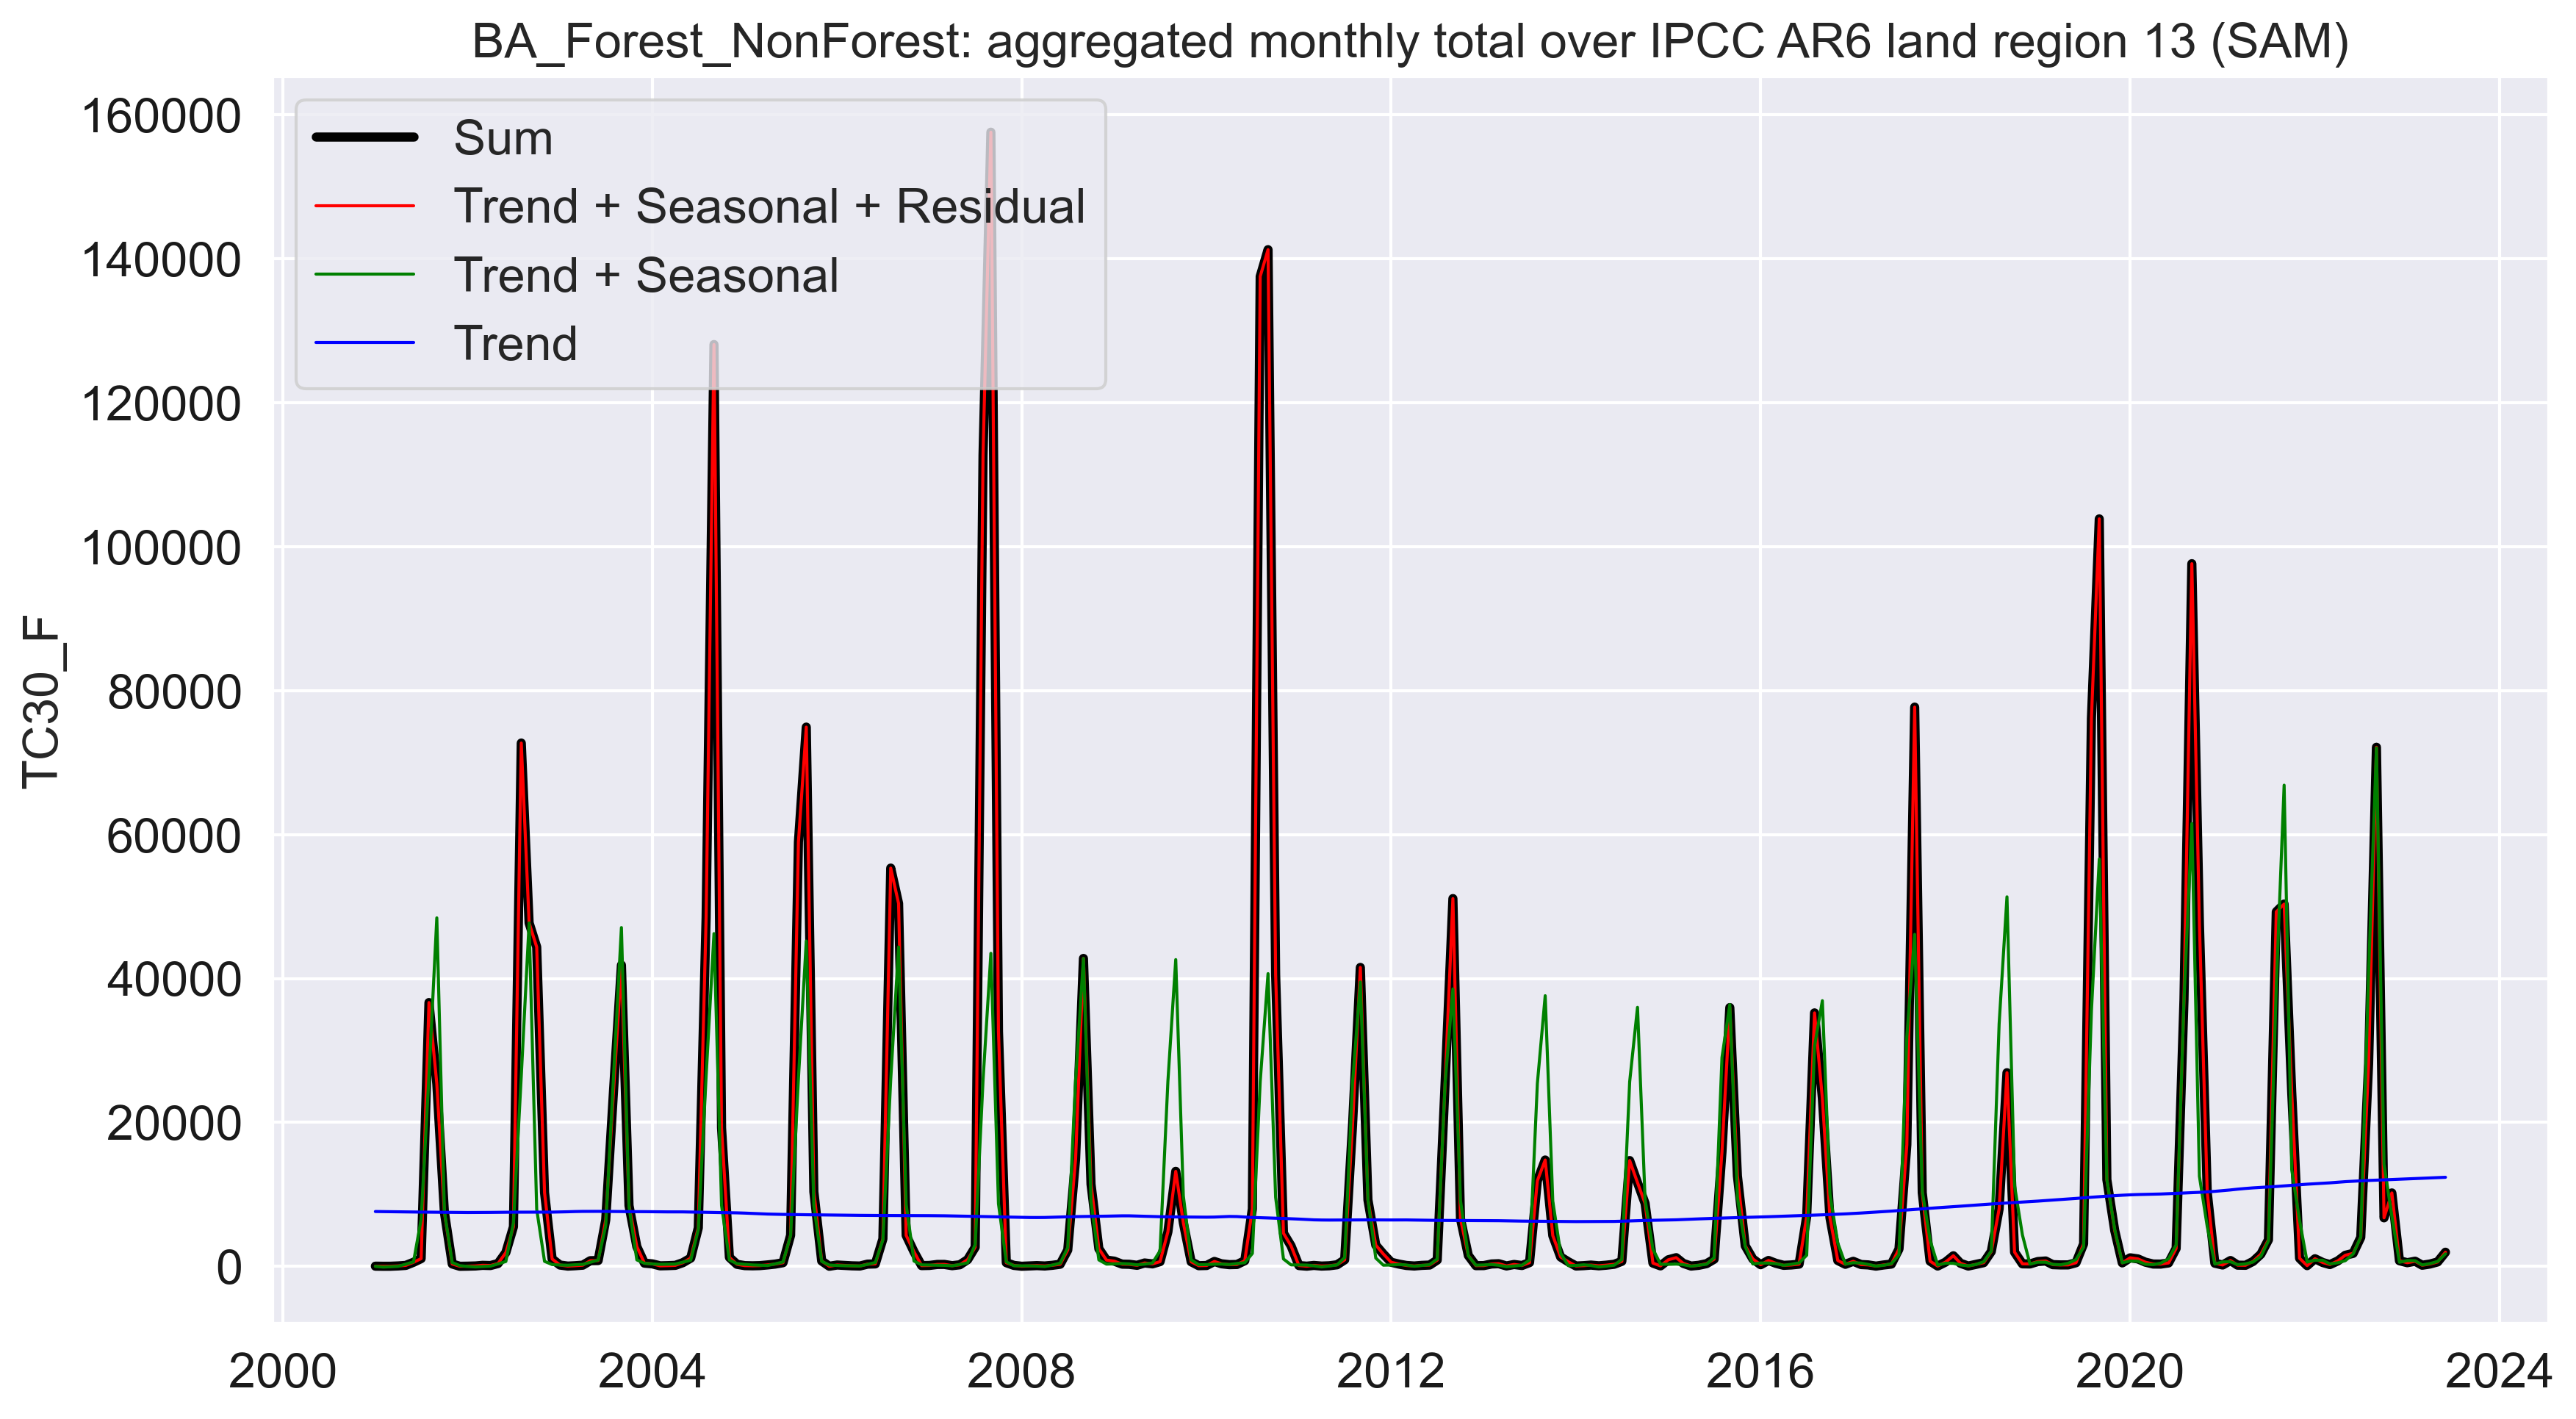 BA_Forest_NonForest: aggregated monthly total over IPCC AR6 land region 13 (SAM)
160000
140000
120000
100000
80000
60000
40000
20000
0
TC30_F
Sum
Trend + Seasonal + Residual
Trend + Seasonal
Trend
2000 2004 2008 2012 2016 2020 2024